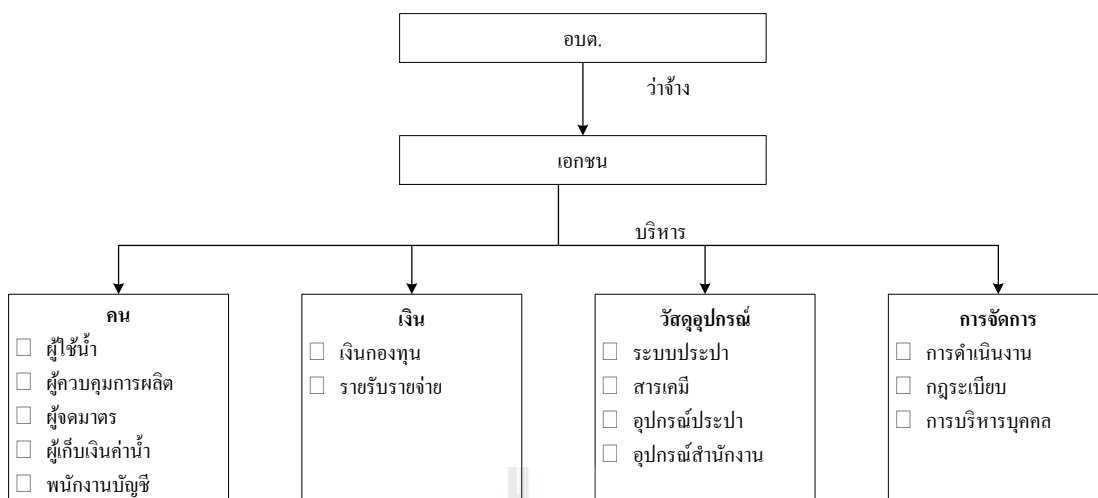 อบต.
ว่าจ้าง
เอกชน
บริหาร
คน
ผู้ใช้น้ำ
ผู้ควบคุมการผลิต
ผู้จดมาตร
ผู้เก็บเงินค่าน้ำ
พนักงานบัญชี
เงิน
เงินกองทุน
รายรับรายจ่าย
วัสดุอุปกรณ์
ระบบประปา
สารเคมี
อุปกรณ์ประปา
อุปกรณ์สำนักงาน
การจัดการ
การดำเนินงาน
กฎระเบียบ
การบริหารบุคคล